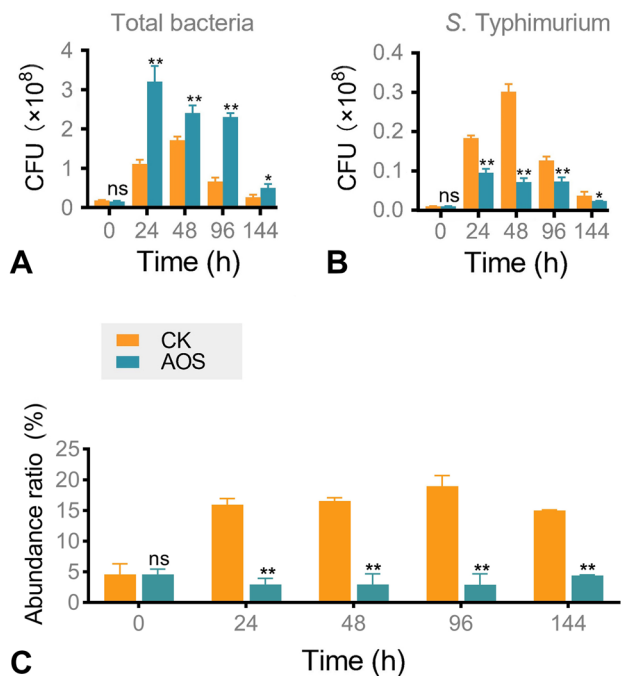 Total bacteria
CFU (×10⁸)
4
3
2
1
0
ns
**
**
**
*
0 24 48 96 144
Time (h)
A
S. Typhimurium
CFU (×10⁸)
0.4
0.3
0.2
0.1
0.0
ns
**
**
**
*
0 24 48 96 144
Time (h)
B
CK
AOS
Abundance ratio (%)
25
20
15
10
5
0
ns
**
**
**
**
0 24 48 96 144
Time (h)
C